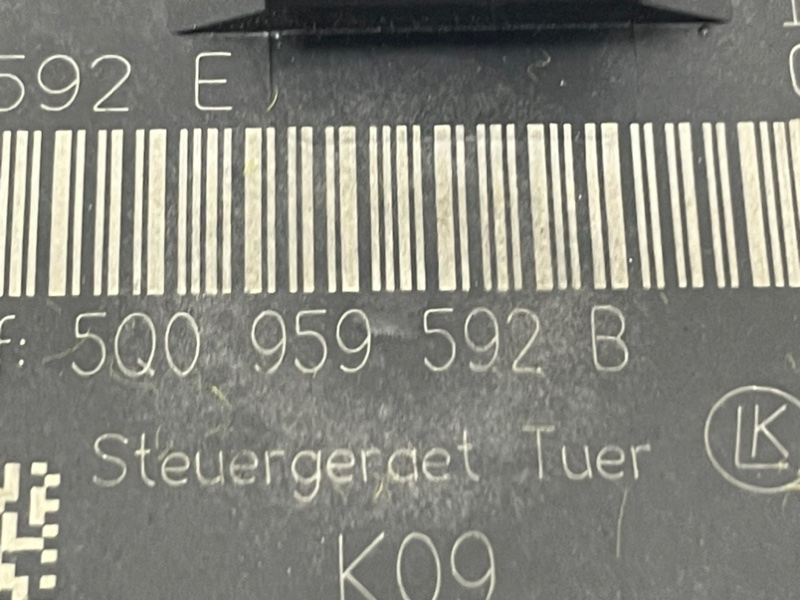 592 E
f: 5Q0 959 592 B
Steuergeraet Tuer
LK
K09